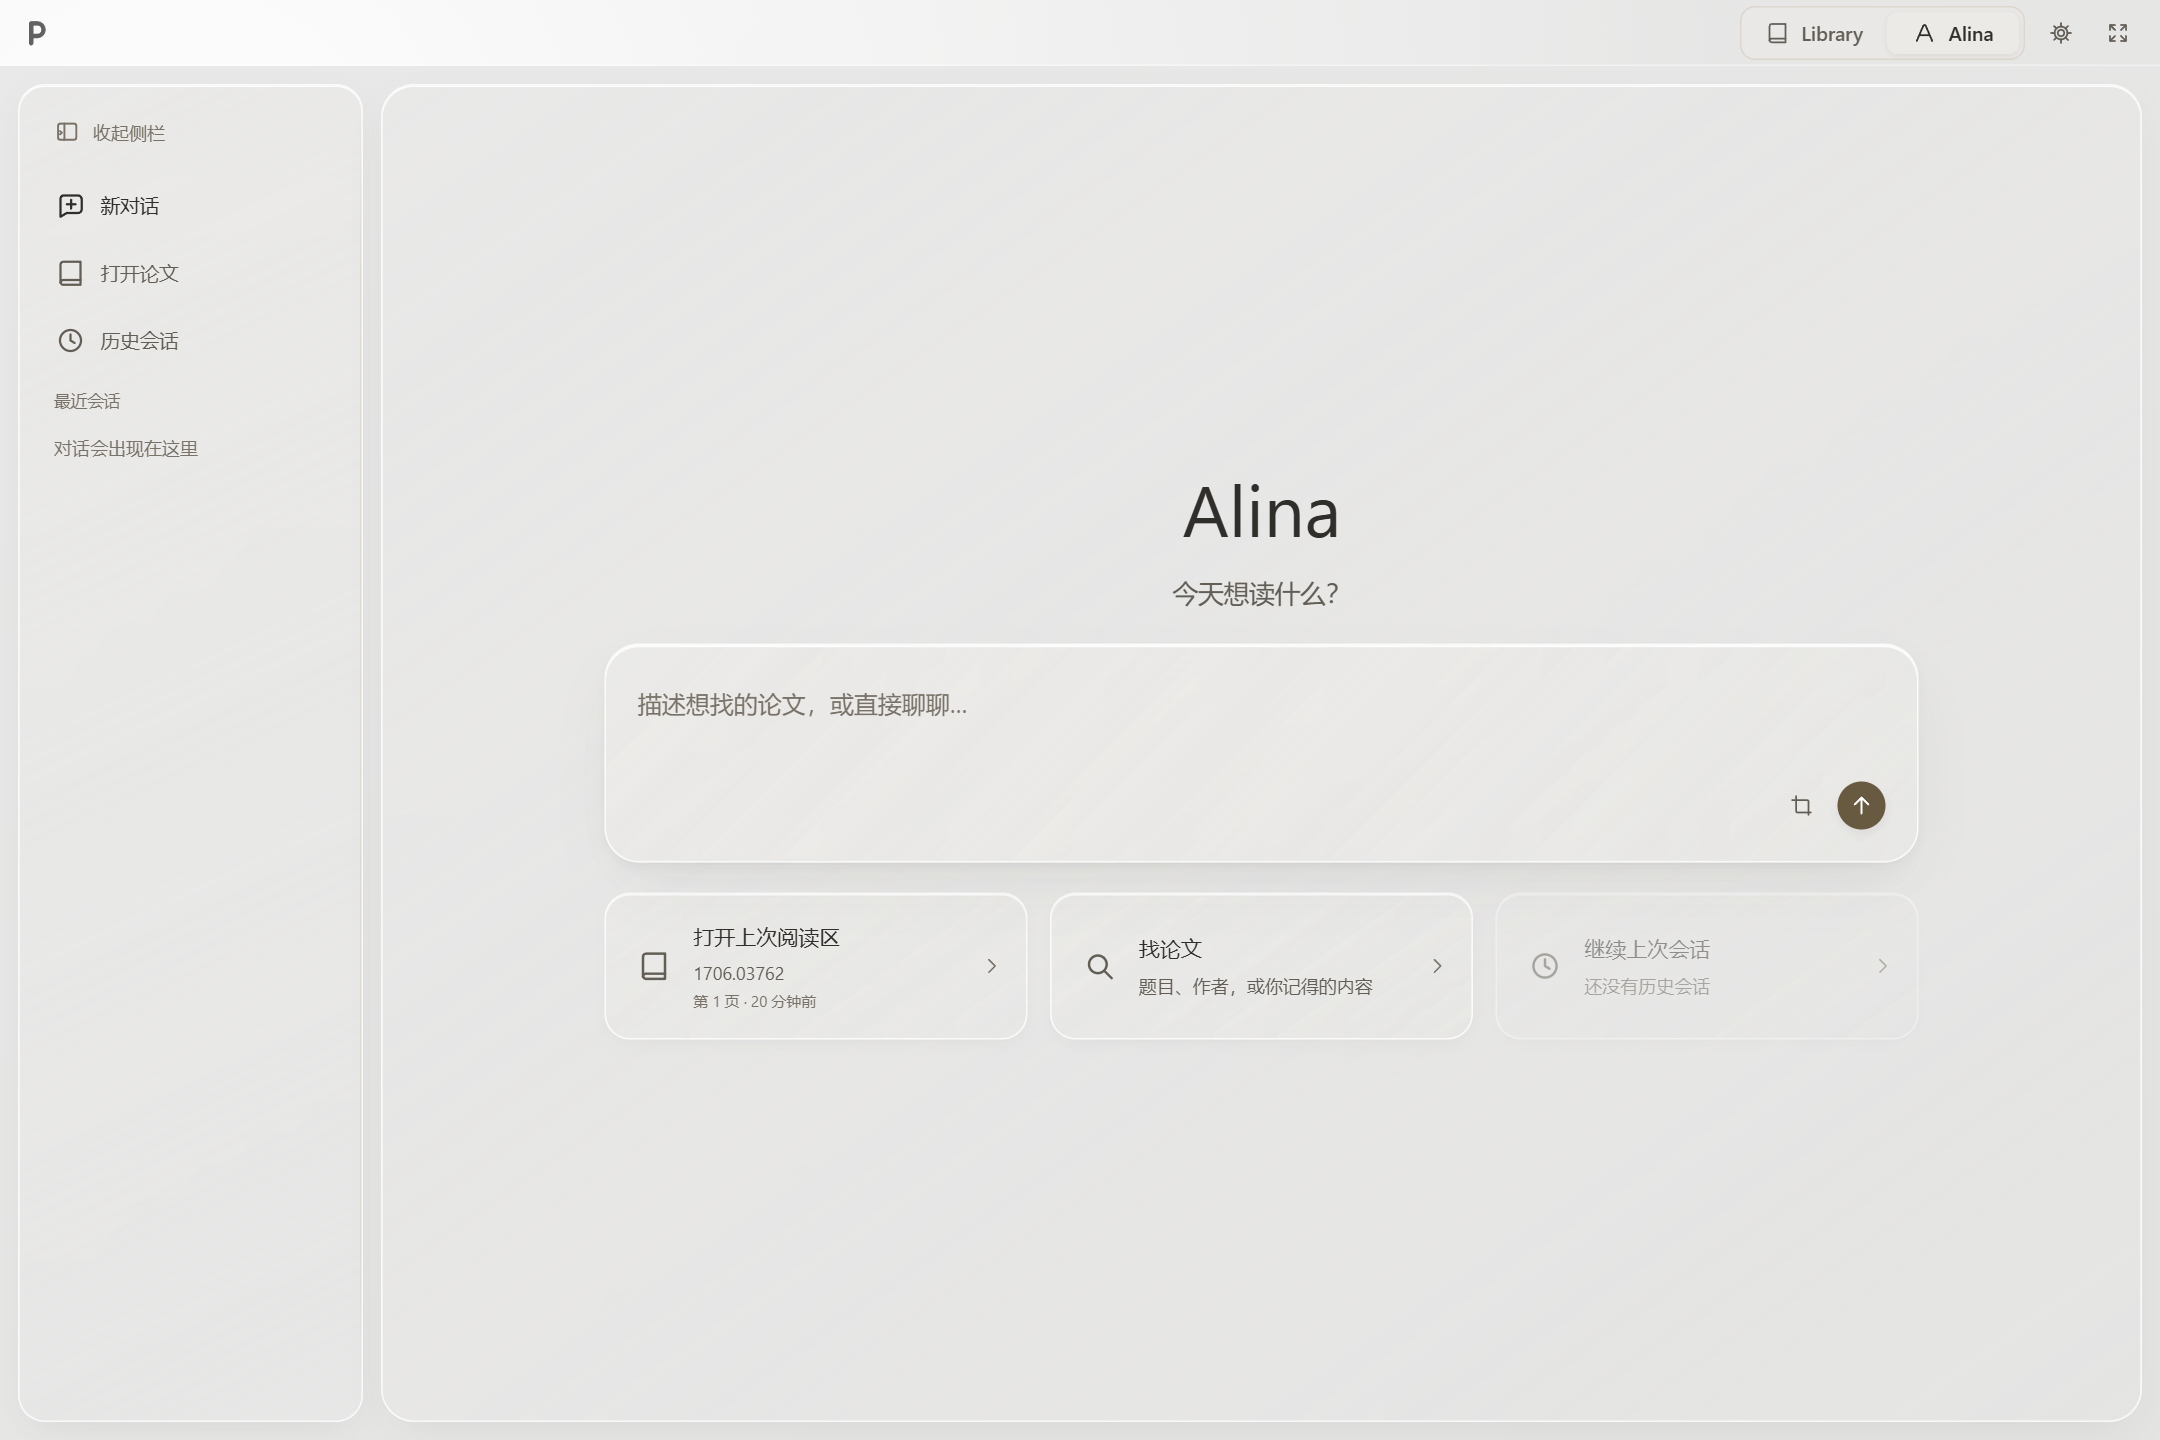 P
Library
Alina
收起侧栏
新对话
打开论文
历史会话
最近会话
对话会出现在这里
Alina
今天想读什么？
描述想找的论文，或直接聊聊...
打开上次阅读区
1706.03762
第 1 页 · 20 分钟前
找论文
题目、作者，或你记得的内容
继续上次会话
还没有历史会话